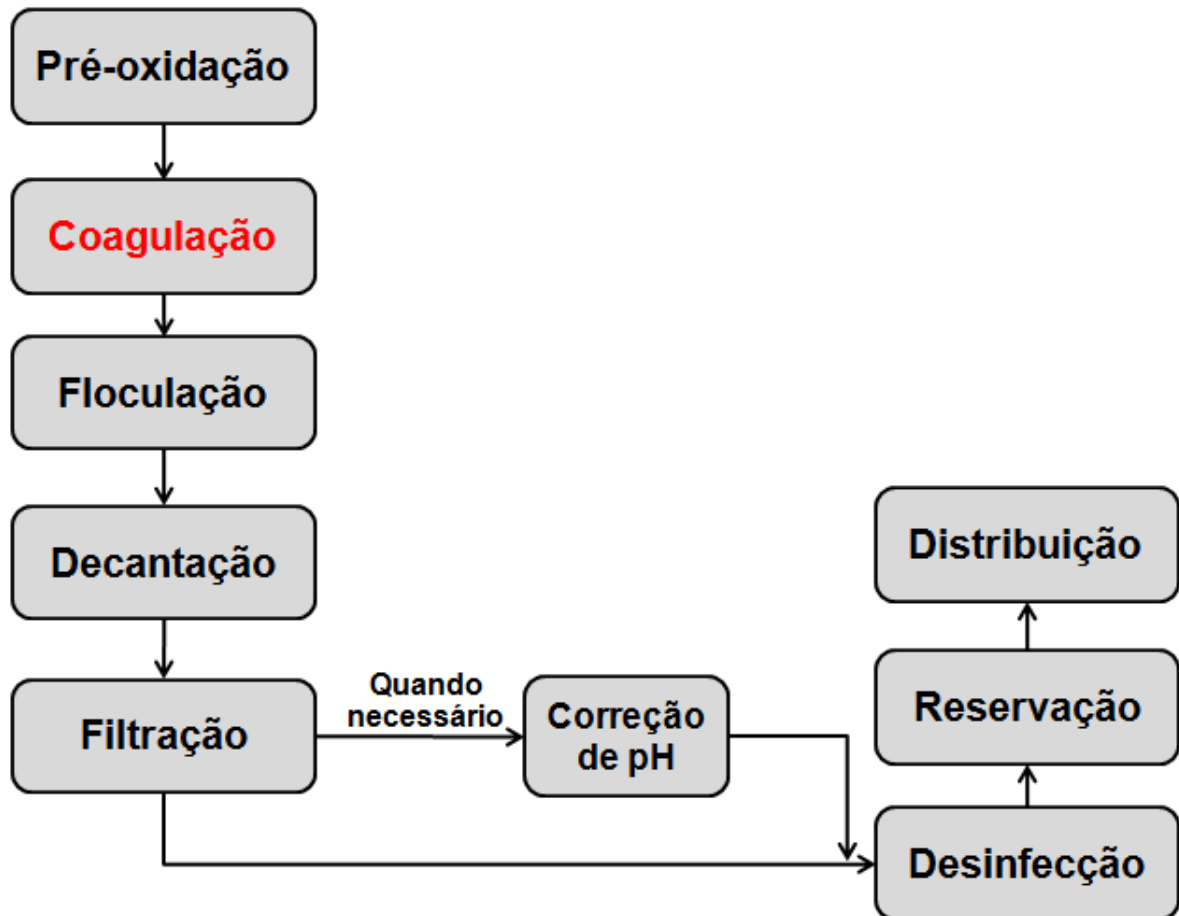 Pré-oxidação
Coagulação
Floculação
Decantação
Filtração
Quando
necessário
Correção
de pH
Distribuição
Reservação
Desinfecção